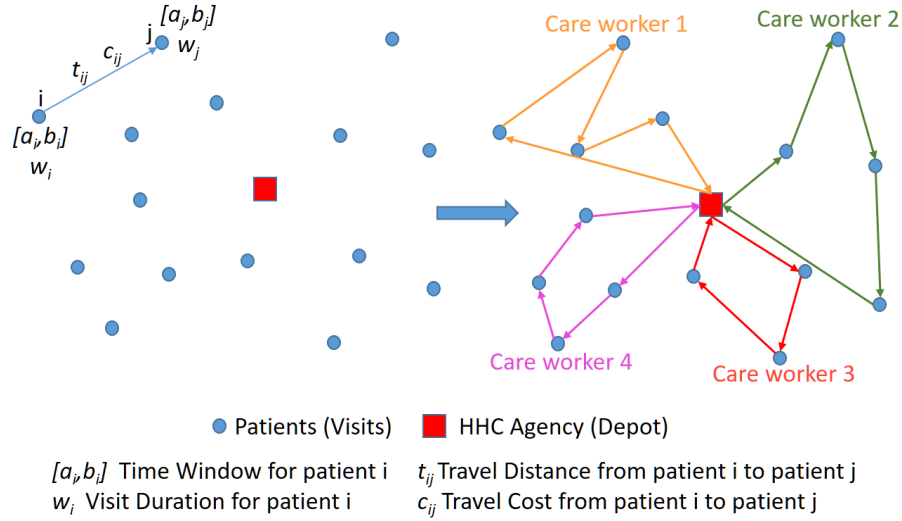 [aj,bj]
j
wj
cij
tij
i
[ai,bi]
wi
Care worker 1
Care worker 2
Care worker 4
Care worker 3
Patients (Visits)
HHC Agency (Depot)
[ai,bi] Time Window for patient i
tij Travel Distance from patient i to patient j
wi Visit Duration for patient i
cij Travel Cost from patient i to patient j